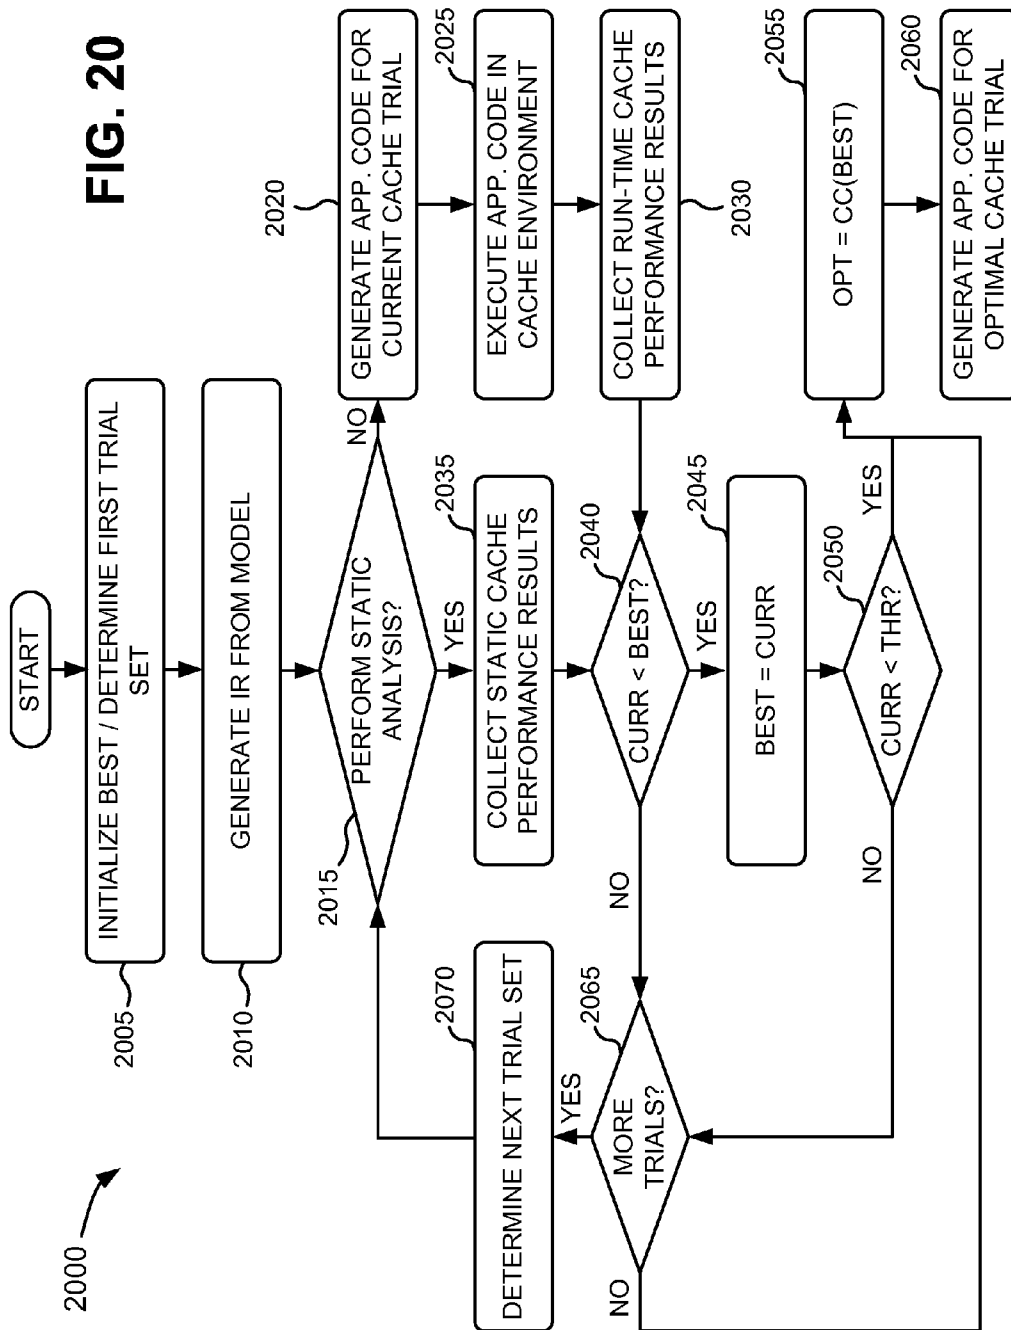 FIG. 20
2000
START
INITIALIZE BEST / DETERMINE FIRST TRIAL
SET
2005
GENERATE IR FROM MODEL
2010
PERFORM STATIC
ANALYSIS?
2015
NO
YES
2020
GENERATE APP. CODE FOR
CURRENT CACHE TRIAL
2025
EXECUTE APP. CODE IN
CACHE ENVIRONMENT
COLLECT RUN-TIME CACHE
PERFORMANCE RESULTS
2030
2035
COLLECT STATIC CACHE
PERFORMANCE RESULTS
2040
CURR < BEST?
NO
YES
2045
BEST = CURR
2050
CURR < THR?
NO
YES
2055
OPT = CC(BEST)
2060
GENERATE APP. CODE FOR
OPTIMAL CACHE TRIAL
2065
MORE
TRIALS?
YES
NO
2070
DETERMINE NEXT TRIAL SET